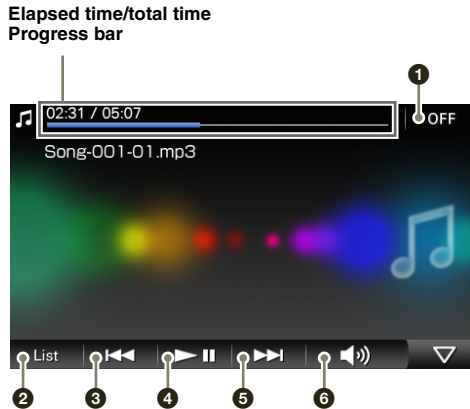 Elapsed time/total time
Progress bar
1
02:31 / 05:07
OFF
Song-001-01.mp3
List
2 3 4 5 6